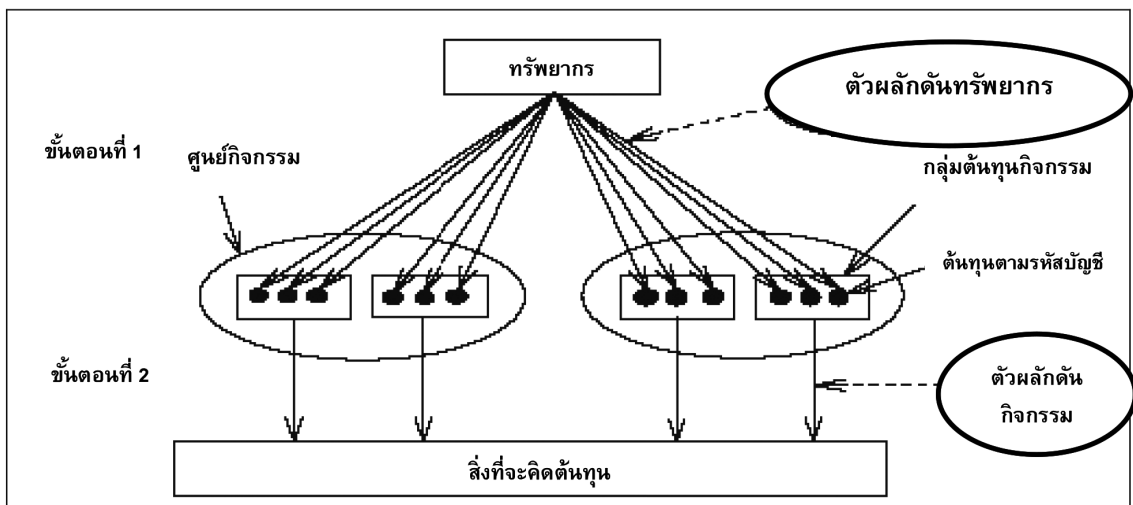 ทรัพยากร
ตัวผลักดันทรัพยากร
ขั้นตอนที่ 1
ศูนย์กิจกรรม
กลุ่มต้นทุนกิจกรรม
ต้นทุนตามรหัสบัญชี
ขั้นตอนที่ 2
ตัวผลักดัน
กิจกรรม
สิ่งที่จะคิดต้นทุน